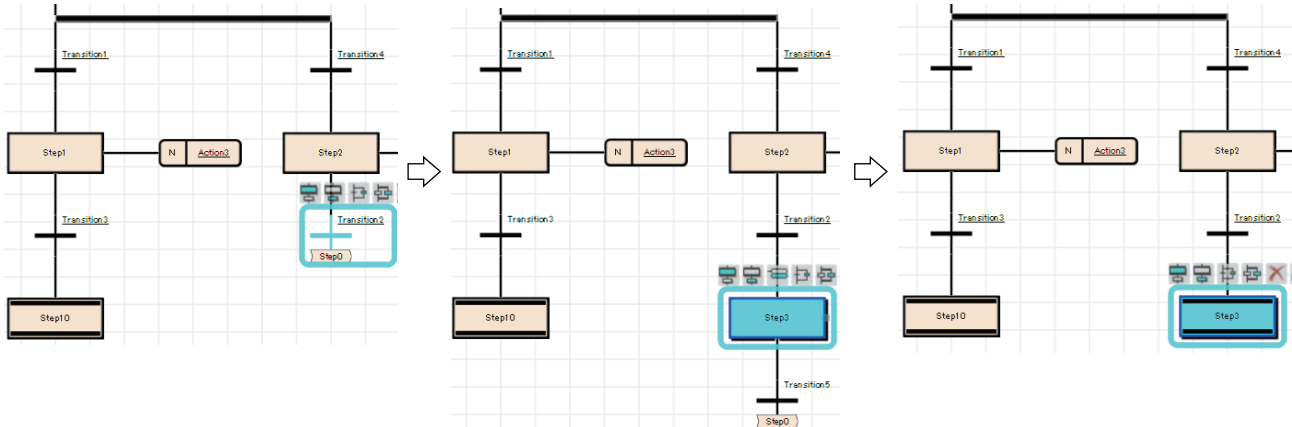 Transition1
Transition4
Step1
N Action3
Step2
Transition3
Transition2
Step0
Step10
Transition1
Transition4
Step1
N Action3
Step2
Transition3
Transition2
Step10
Step3
Transition5
Step0
Transition1
Transition4
Step1
N Action3
Step2
Transition3
Transition2
Step10
Step3